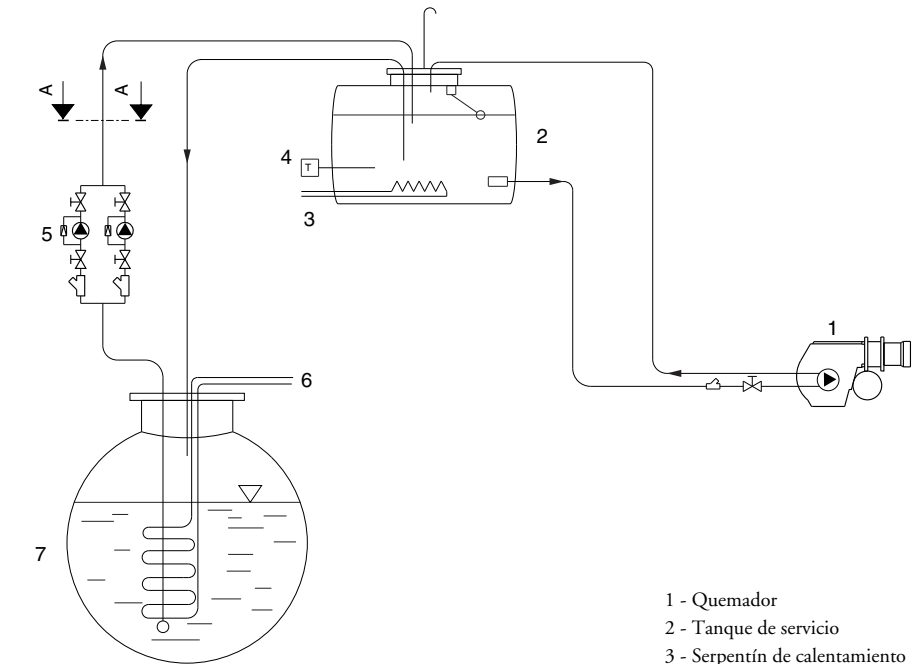 A
A
4
T
2
3
5
1
6
7
1 - Quemador
2 - Tanque de servicio
3 - Serpentín de calentamiento